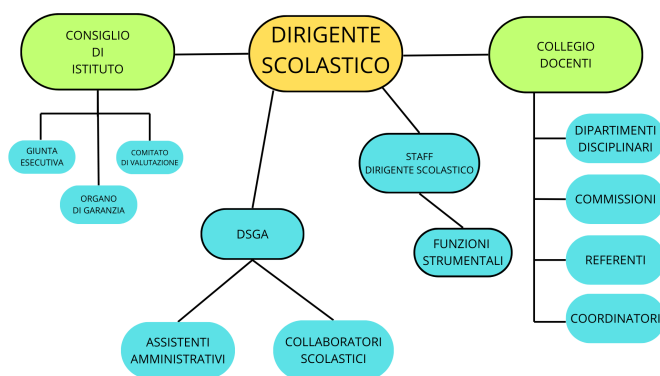 CONSIGLIO
DI
ISTITUTO
DIRIGENTE
SCOLASTICO
COLLEGIO
DOCENTI
GIUNTA
ESECUTIVA
COMITATO
DI VALUTAZIONE
ORGANO
DI GARANZIA
STAFF
DIRIGENTE SCOLASTICO
FUNZIONI
STRUMENTALI
DSGA
ASSISTENTI
AMMINISTRATIVI
COLLABORATORI
SCOLASTICI
DIPARTIMENTI
DISCIPLINARI
COMMISSIONI
REFERENTI
COORDINATORI